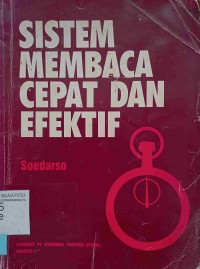 SISTEM
MEMBACA
CEPAT DAN
EFEKTIF
Soedarso